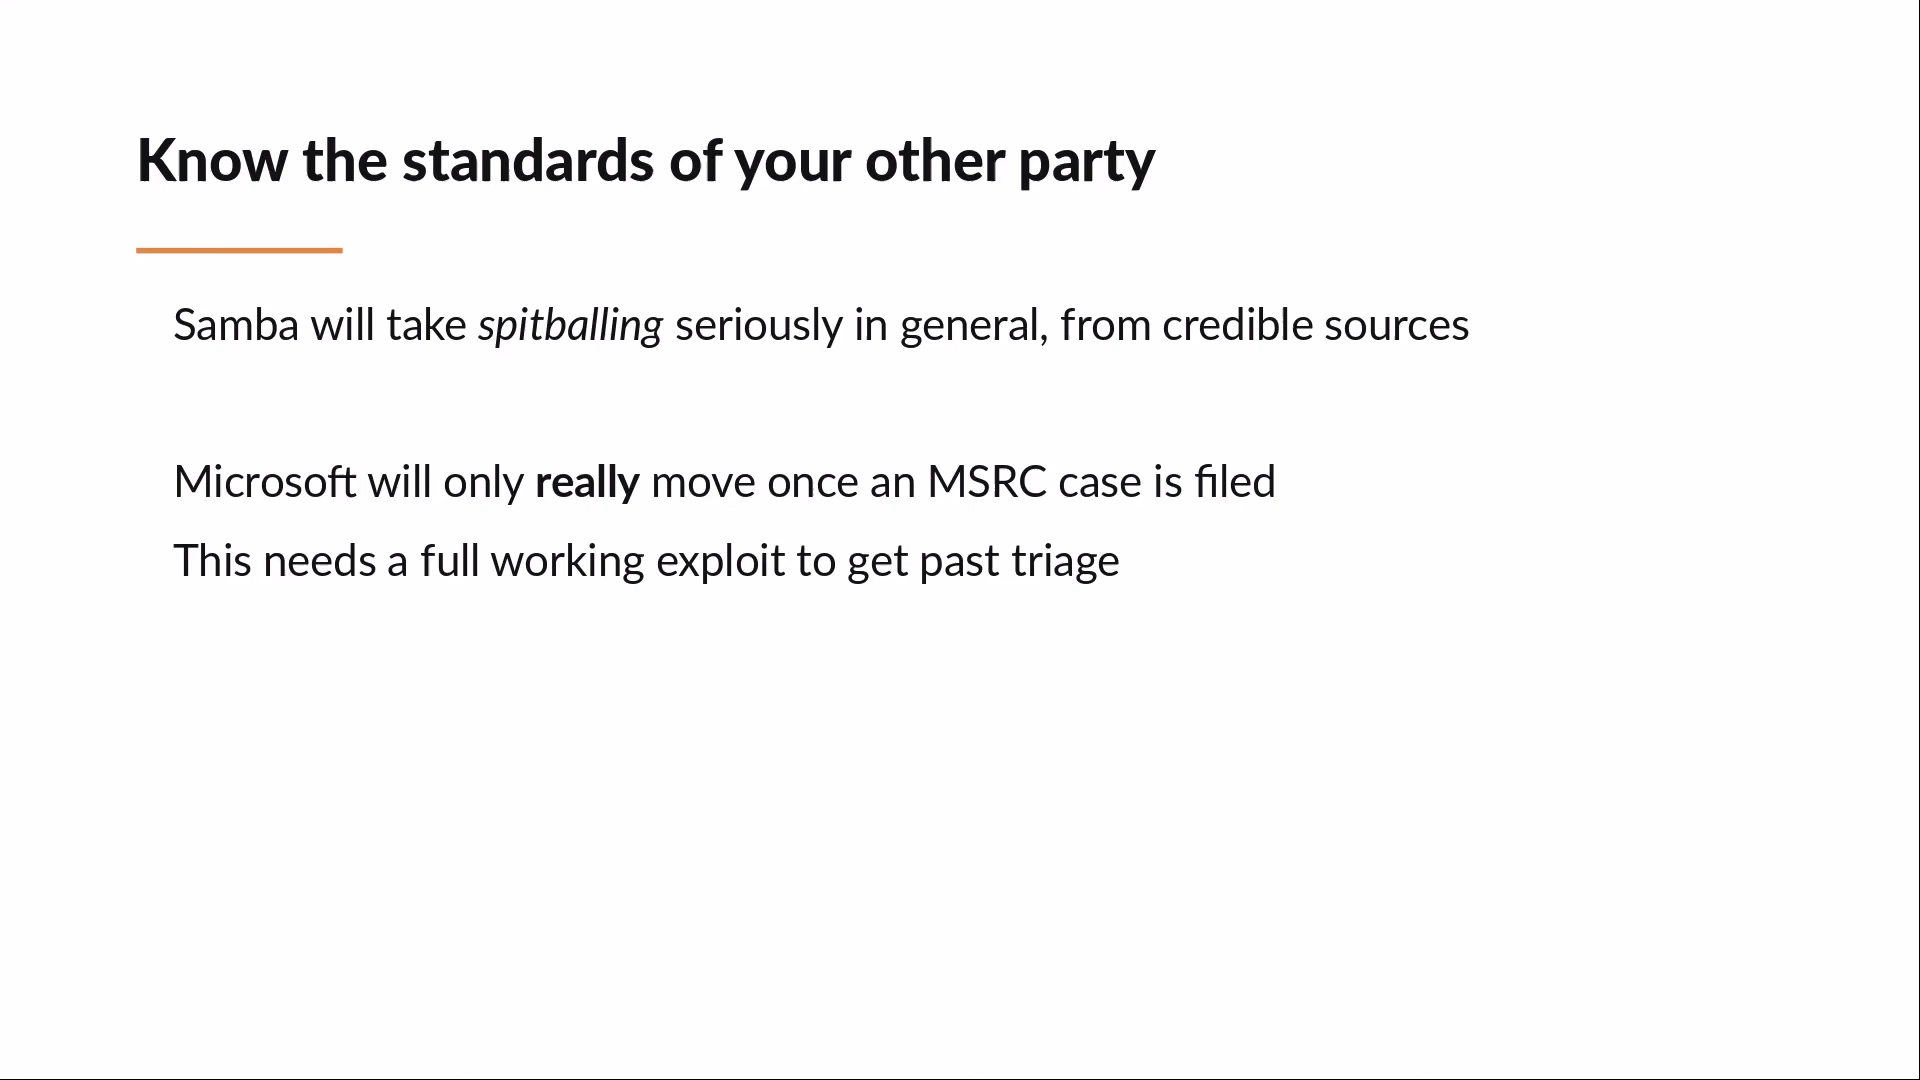 Know the standards of your other party
Samba will take spitballing seriously in general, from credible sources
Microsoft will only really move once an MSRC case is filed
This needs a full working exploit to get past triage